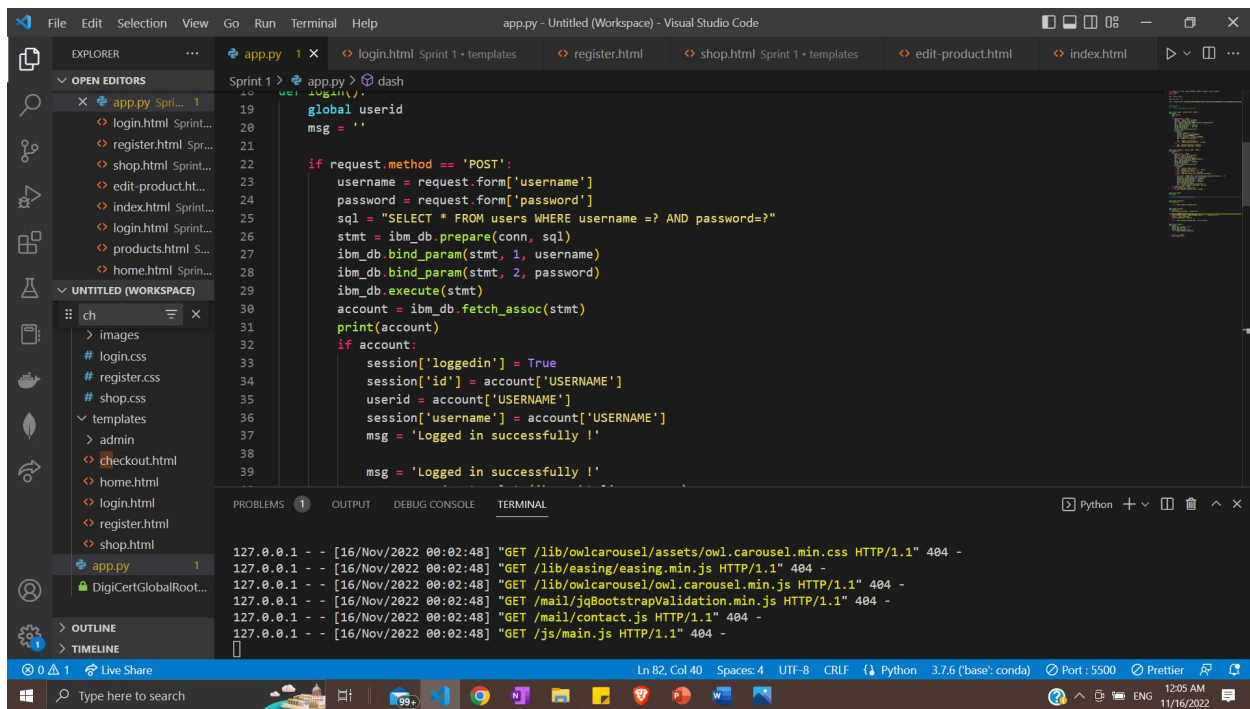 File Edit Selection View Go Run Terminal Help app.py - Untitled (Workspace) - Visual Studio Code
EXPLORER ... app.py 1 X login.html Sprint 1 • templates register.html shop.html Sprint 1 • templates edit-product.html index.html
OPEN EDITORS
Sprint 1 > app.py > dash
X app.py Spri... 1
login.html Sprint...
register.html Spr...
shop.html Sprint...
edit-product.ht...
index.html Sprint...
login.html Sprint...
products.html S...
home.html Sprin...
UNTITLED (WORKSPACE)
ch
images
login.css
register.css
shop.css
templates
admin
checkout.html
home.html
login.html
register.html
shop.html
app.py 1
DigiCertGlobalRoot...
OUTLINE
TIMELINE
18 def login():
19 global userid
20 msg = ''
21
22 if request.method == 'POST':
23 username = request.form['username']
24 password = request.form['password']
25 sql = "SELECT * FROM users WHERE username =? AND password=?"
26 stmt = ibm_db.prepare(conn, sql)
27 ibm_db.bind_param(stmt, 1, username)
28 ibm_db.bind_param(stmt, 2, password)
29 ibm_db.execute(stmt)
30 account = ibm_db.fetch_assoc(stmt)
31 print(account)
32 if account:
33 session['loggedin'] = True
34 session['id'] = account['USERNAME']
35 userid = account['USERNAME']
36 session['username'] = account['USERNAME']
37 msg = 'Logged in successfully !'
38
39 msg = 'Logged in successfully !'
PROBLEMS 1 OUTPUT DEBUG CONSOLE TERMINAL Python
127.0.0.1 - - [16/Nov/2022 00:02:48] "GET /lib/owlcarousel/assets/owl.carousel.min.css HTTP/1.1" 404 -
127.0.0.1 - - [16/Nov/2022 00:02:48] "GET /lib/easing/easing.min.js HTTP/1.1" 404 -
127.0.0.1 - - [16/Nov/2022 00:02:48] "GET /lib/owlcarousel/owl.carousel.min.js HTTP/1.1" 404 -
127.0.0.1 - - [16/Nov/2022 00:02:48] "GET /mail/jqBootstrapValidation.min.js HTTP/1.1" 404 -
127.0.0.1 - - [16/Nov/2022 00:02:48] "GET /mail/contact.js HTTP/1.1" 404 -
127.0.0.1 - - [16/Nov/2022 00:02:48] "GET /js/main.js HTTP/1.1" 404 -
1
0 1 Live Share Ln 82, Col 40 Spaces: 4 UTF-8 CRLF Python 3.7.6 ('base': conda) Port : 5500 Prettier
Type here to search 99+ ENG 12:05 AM
11/16/2022